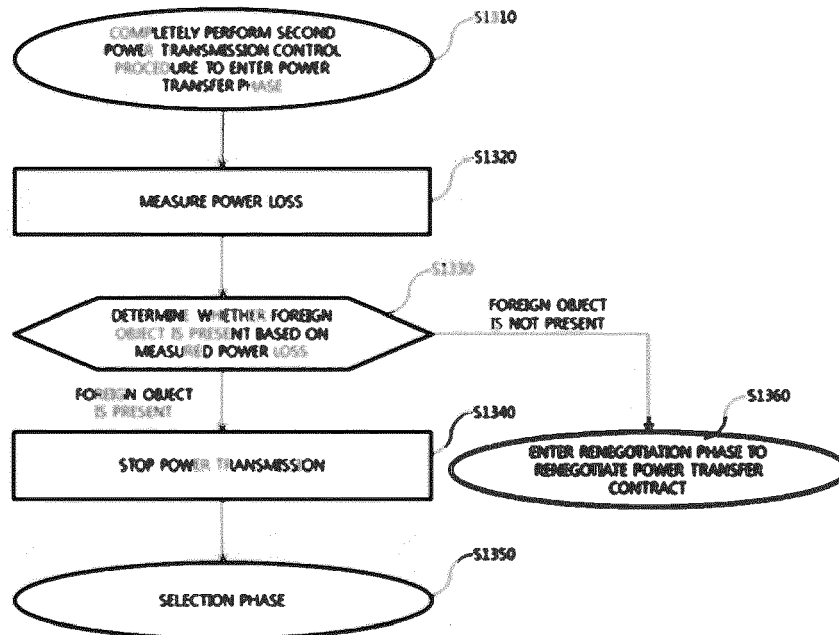 COMPLETELY PERFORM SECOND
POWER TRANSMISSION CONTROL
PROCEDURE TO ENTER POWER
TRANSFER PHASE
S1310
MEASURE POWER LOSS
S1320
DETERMINE WHETHER FOREIGN
OBJECT IS PRESENT BASED ON
MEASURED POWER LOSS
S1330
FOREIGN OBJECT
IS NOT PRESENT
FOREIGN OBJECT
IS PRESENT
STOP POWER TRANSMISSION
S1340
ENTER RENEGOTIATION PHASE TO
RENEGOTIATE POWER TRANSFER
CONTRACT
S1360
SELECTION PHASE
S1350